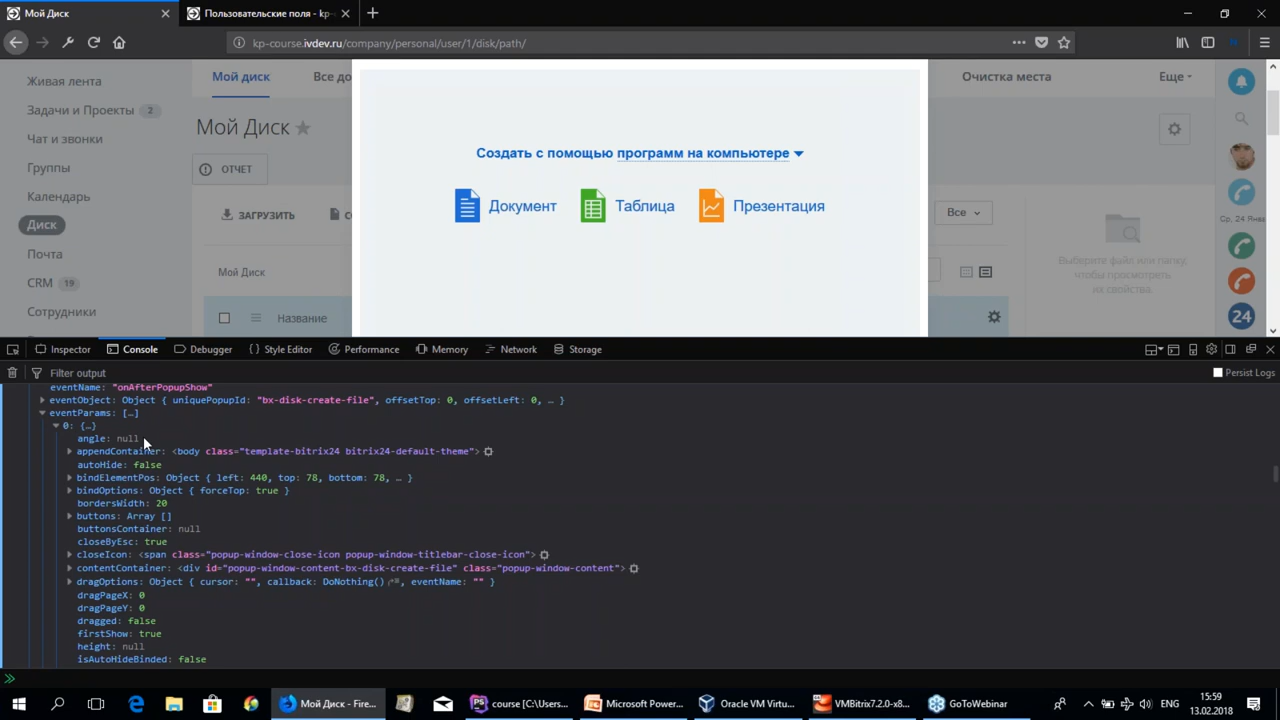 Мой Диск
Пользовательские поля - kp-
kp-course.ivdev.ru/company/personal/user/1/disk/path/
Живая лента
Задачи и Проекты 2
Чат и звонки
Группы
Календарь
Диск
Почта
CRM 19
Сотрудники
Мой диск
Все до
Очистка места
Еще
Мой Диск
ОТЧЕТ
ЗАГРУЗИТЬ
Все
Мой Диск
Название
Создать с помощью программ на компьютере
Документ
Таблица
Презентация
Выберите файл или папку,
чтобы просмотреть
их свойства.
Ср, 24 Янва
24
Inspector
Console
Debugger
Style Editor
Performance
Memory
Network
Storage
Filter output
Persist Logs
eventName: "onAfterPopupShow"
eventObject: Object { uniquePopupId: "bx-disk-create-file", offsetTop: 0, offsetLeft: 0, … }
eventParams: […]
0: {…}
angle: null
appendContainer: <body class="template-bitrix24 bitrix24-default-theme">
autoHide: false
bindElementPos: Object { left: 440, top: 78, bottom: 78, … }
bindOptions: Object { forceTop: true }
bordersWidth: 20
buttons: Array []
buttonsContainer: null
closeByEsc: true
closeIcon: <span class="popup-window-close-icon popup-window-titlebar-close-icon">
contentContainer: <div id="popup-window-content-bx-disk-create-file" class="popup-window-content">
dragOptions: Object { cursor: "", callback: DoNothing(), eventName: "" }
dragPageX: 0
dragPageY: 0
dragged: false
firstShow: true
height: null
isAutoHideBinded: false
Мой Диск - Fire...
course [C:\Users...
Microsoft Power...
Oracle VM Virtu...
VMBitrix7.2.0-x8...
GoToWebinar
ENG
15:59
13.02.2018